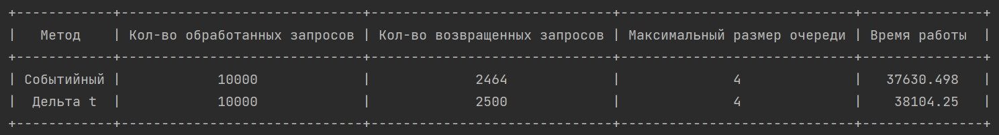 +------------+------------------------------+------------------------------+-----------------------------+---------------+
|   Метод    | Кол-во обработанных запросов | Кол-во возвращенных запросов | Максимальный размер очереди | Время работы  |
+------------+------------------------------+------------------------------+-----------------------------+---------------+
| Событийный |            10000             |             2464             |              4              |   37630.498   |
|  Дельта t  |            10000             |             2500             |              4              |    38104.25   |
+------------+------------------------------+------------------------------+-----------------------------+---------------+